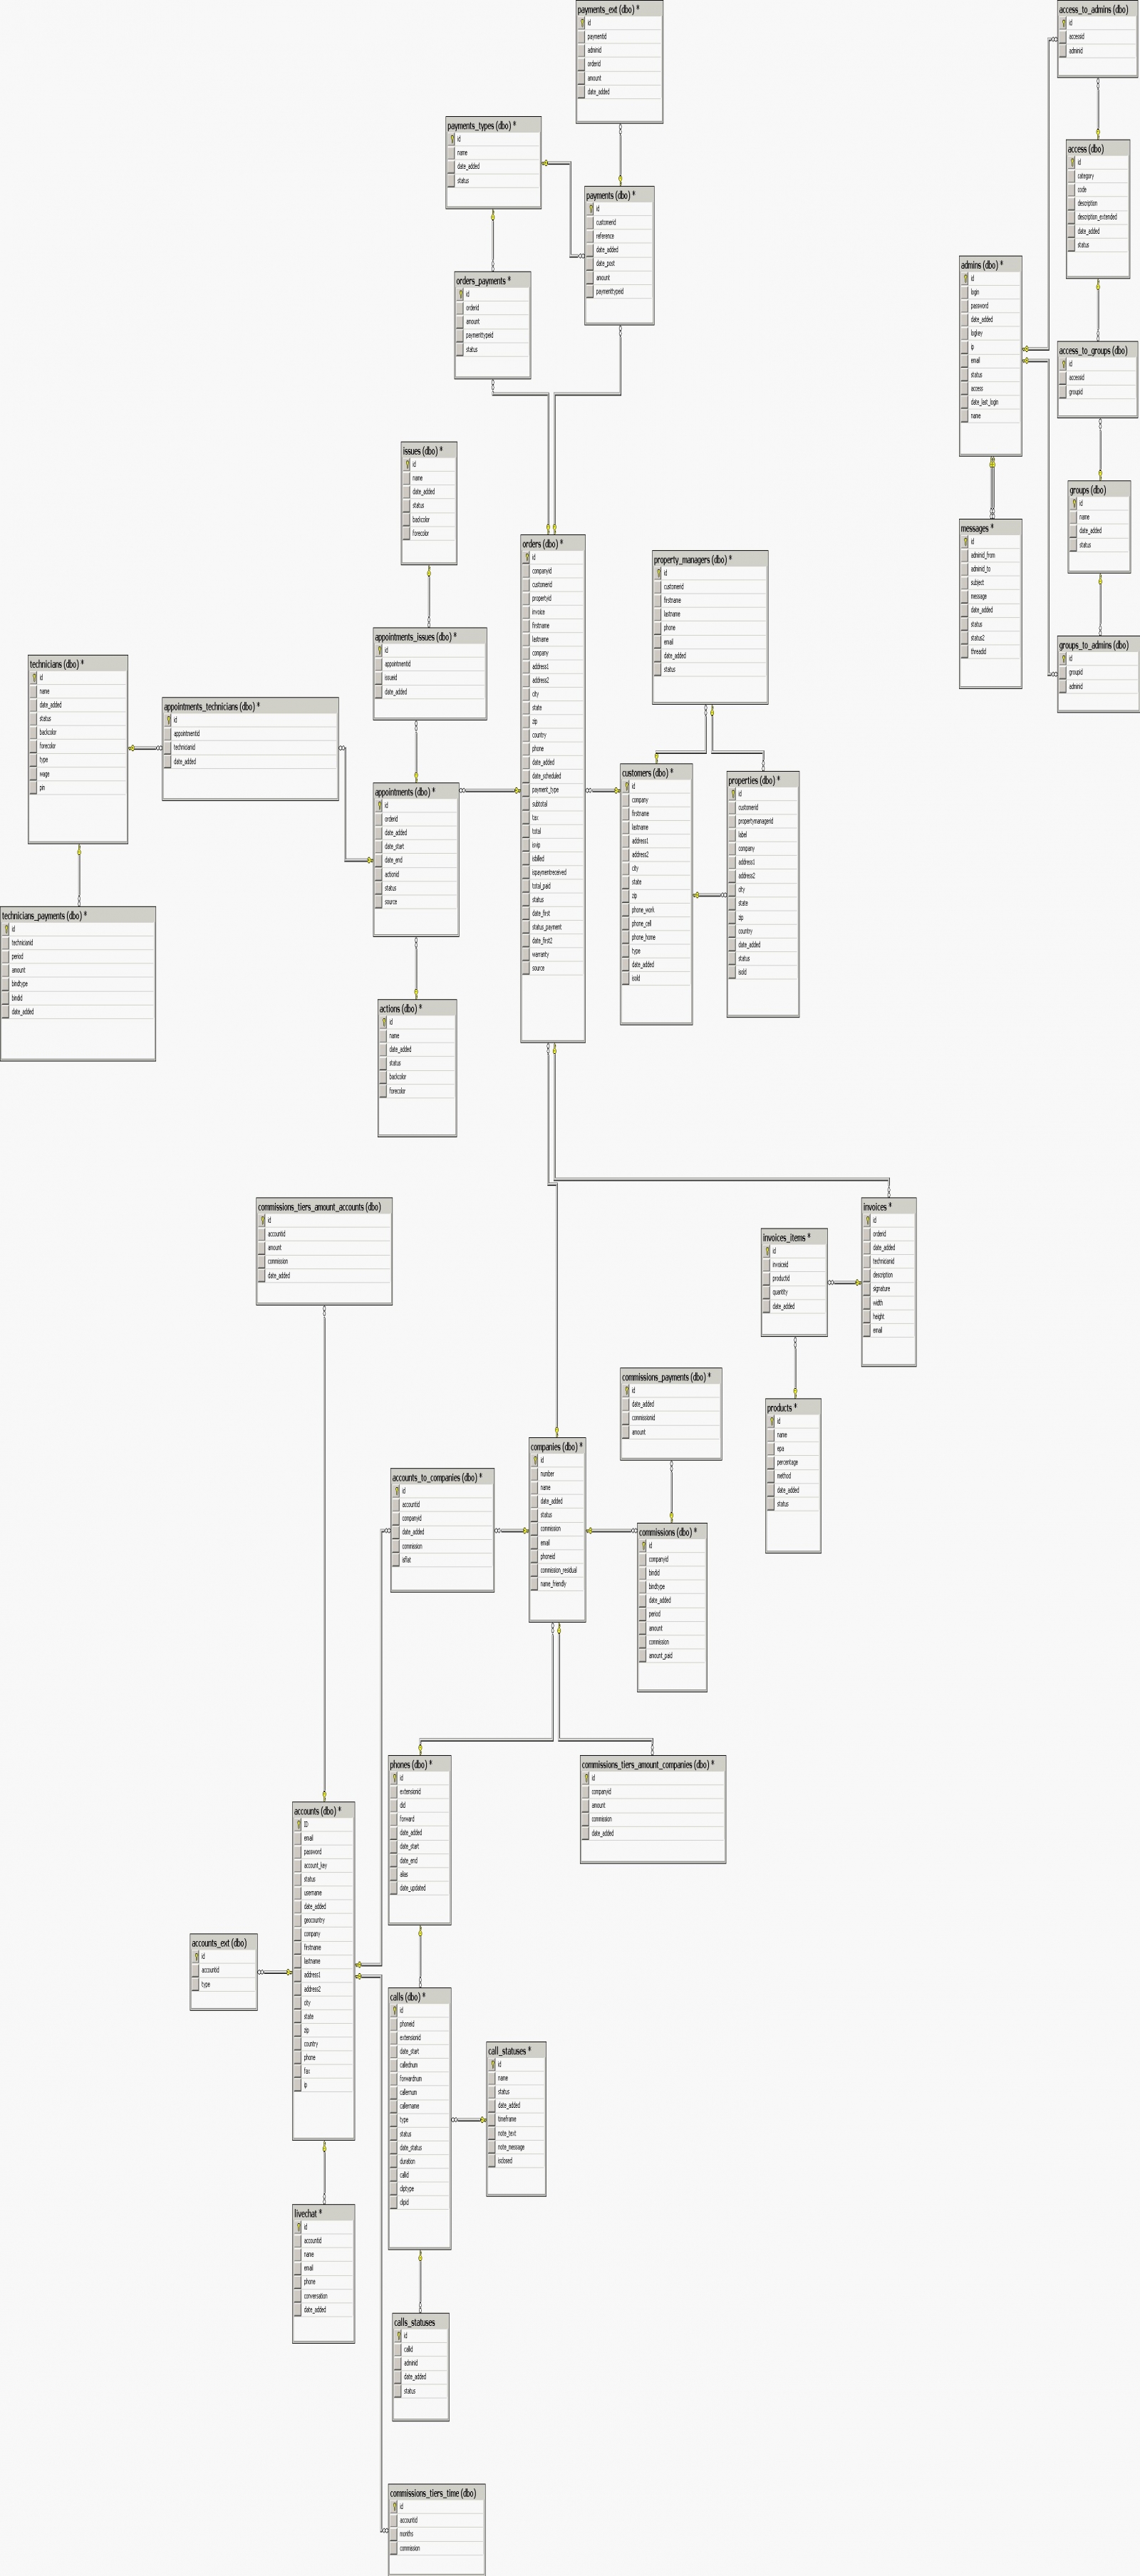 payments_ext (dbo) *
id
paymentid
adminid
orderid
amount
date_added
access_to_admins (dbo)
id
accessid
adminid
payments_types (dbo) *
id
name
date_added
status
access (dbo)
id
category
code
description
description_extended
date_added
status
payments (dbo) *
id
customerid
reference
date_added
date_post
amount
paymenttypeid
admins (dbo) *
id
login
password
date_added
bgkey
ip
email
status
access
date_last_login
name
orders_payments *
id
orderid
amount
paymenttypeid
status
access_to_groups (dbo)
id
accessid
groupid
issues (dbo) *
id
name
date_added
status
backcolor
forecolor
groups (dbo)
id
name
date_added
status
messages *
id
adminid_from
adminid_to
subject
message
date_added
status
status2
threadid
orders (dbo) *
id
companyid
customerid
propertyid
invoice
firstname
lastname
company
address1
address2
city
state
zip
country
phone
date_added
date_scheduled
payment_type
subtotal
tax
total
isvip
isbilled
ispaymentreceived
total_paid
status
date_first
status_payment
date_first2
warranty
source
property_managers (dbo) *
id
customerid
firstname
lastname
phone
email
date_added
status
appointments_issues (dbo) *
id
appointmentid
issueid
date_added
groups_to_admins (dbo)
id
groupid
adminid
technicians (dbo) *
id
name
date_added
status
backcolor
forecolor
type
wage
pin
appointments_technicians (dbo) *
id
appointmentid
technicianid
date_added
customers (dbo) *
id
company
firstname
lastname
address1
address2
city
state
zip
phone_work
phone_cell
phone_home
type
date_added
isold
properties (dbo) *
id
customerid
propertymanagerid
label
company
address1
address2
city
state
zip
country
date_added
status
isold
appointments (dbo) *
id
orderid
date_added
date_start
date_end
actionid
status
source
technicians_payments (dbo) *
id
technicianid
period
amount
bindtype
bindid
date_added
actions (dbo) *
id
name
date_added
status
backcolor
forecolor
commissions_tiers_amount_accounts (dbo)
id
accountid
amount
commission
date_added
invoices *
id
orderid
date_added
technicianid
description
signature
width
height
email
invoices_items *
id
invoiceid
productid
quantity
date_added
commissions_payments (dbo) *
id
date_added
commissionid
amount
products *
id
name
epa
percentage
method
date_added
status
companies (dbo) *
id
number
name
date_added
status
commission
email
phoneid
commission_residual
name_friendly
accounts_to_companies (dbo) *
id
accountid
companyid
date_added
commission
isflat
commissions (dbo) *
id
companyid
bindid
bindtype
date_added
period
amount
commission
amount_paid
phones (dbo) *
id
extensionid
did
forward
date_added
date_start
date_end
alias
date_updated
commissions_tiers_amount_companies (dbo) *
id
companyid
amount
commission
date_added
accounts (dbo) *
ID
email
password
account_key
status
username
date_added
geocountry
company
firstname
lastname
address1
address2
city
state
zip
country
phone
fax
ip
accounts_ext (dbo)
id
accountid
type
calls (dbo) *
id
phoneid
extensionid
date_start
callednum
forwardnum
callernum
callername
type
status
date_status
duration
callid
cliptype
clipid
call_statuses *
id
name
status
date_added
timeframe
note_text
note_message
isclosed
livechat *
id
accountid
name
email
phone
conversation
date_added
calls_statuses
id
callid
adminid
date_added
status
commissions_tiers_time (dbo)
id
accountid
months
commission